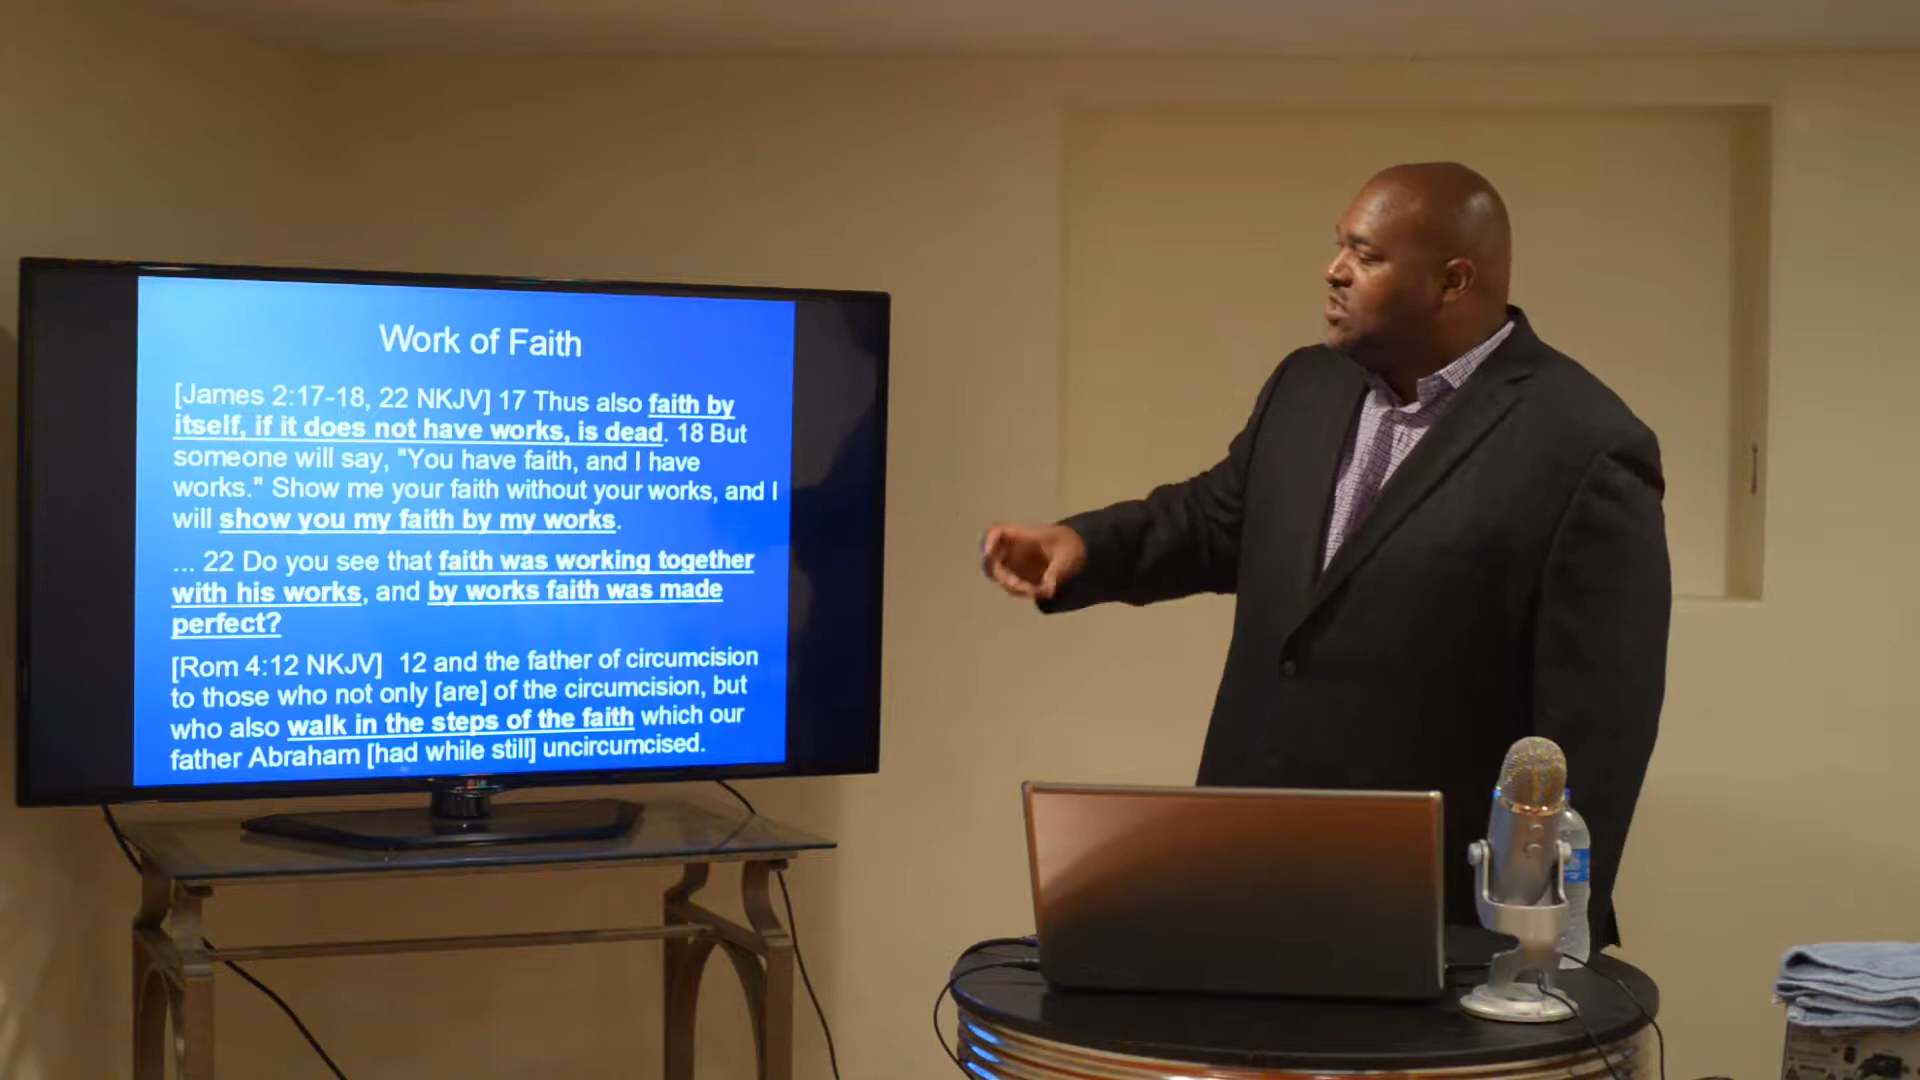 Work of Faith
[James 2:17-18, 22 NKJV] 17 Thus also faith by
itself, if it does not have works, is dead. 18 But
someone will say, "You have faith, and I have
works." Show me your faith without your works, and I
will show you my faith by my works.
... 22 Do you see that faith was working together
with his works, and by works faith was made
perfect?
[Rom 4:12 NKJV] 12 and the father of circumcision
to those who not only [are] of the circumcision, but
who also walk in the steps of the faith which our
father Abraham [had while still] uncircumcised.
LG